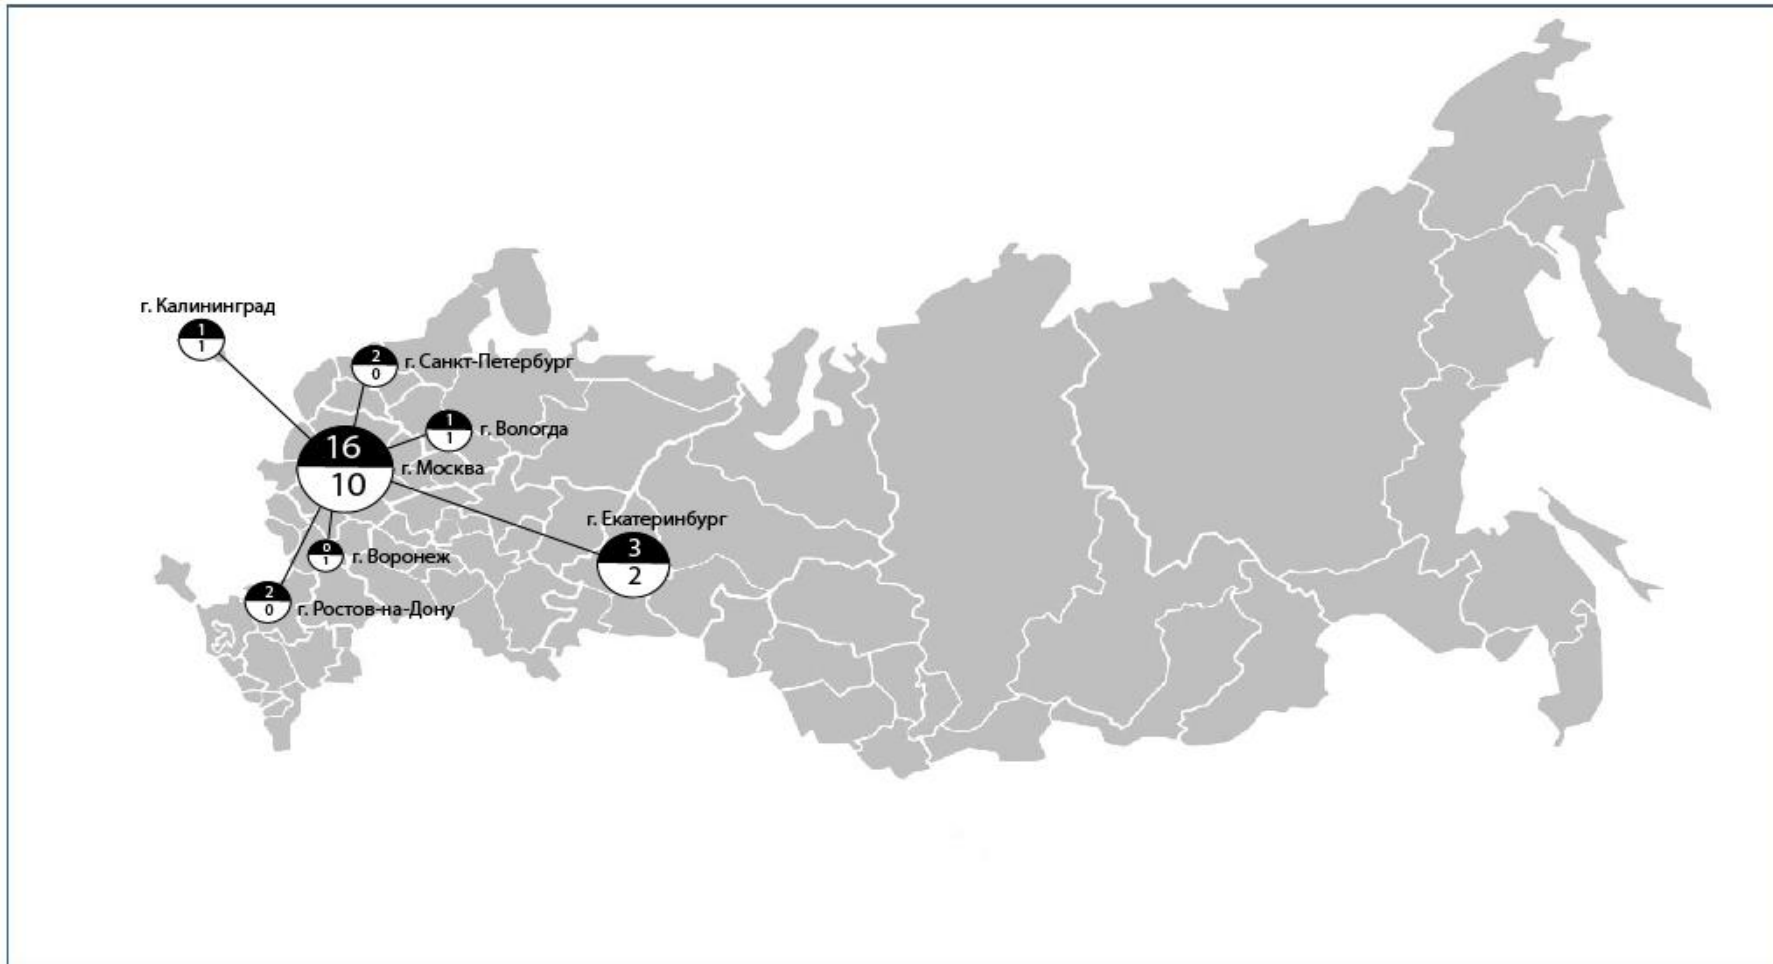 г. Калининград
1
1
2
0
г. Санкт-Петербург
1
1
г. Вологда
16
10
г. Москва
г. Екатеринбург
3
2
0
1
г. Воронеж
2
0
г. Ростов-на-Дону